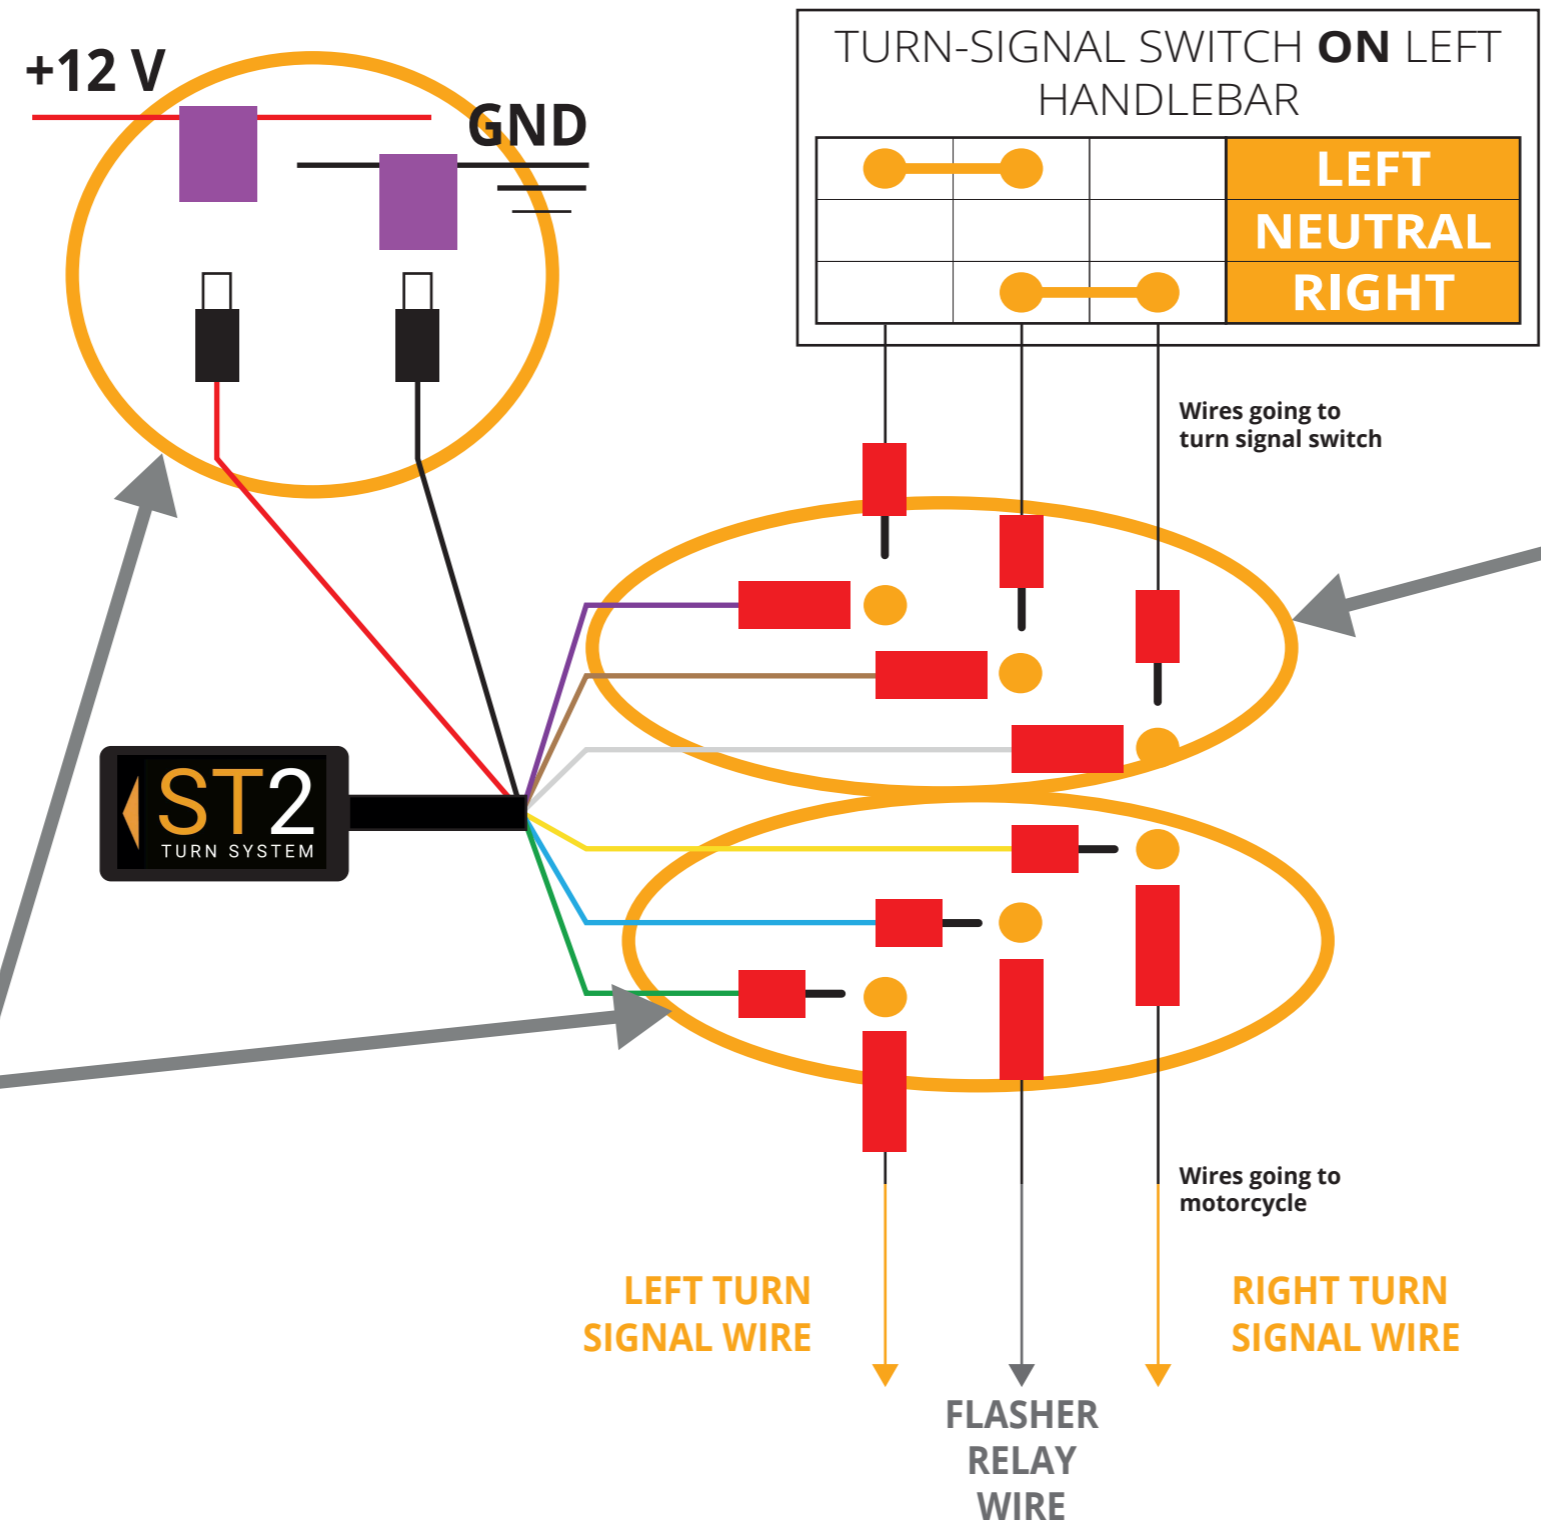 +12 V
GND
TURN-SIGNAL SWITCH ON LEFT
HANDLEBAR
LEFT
NEUTRAL
RIGHT
Wires going to
turn signal switch
ST2
TURN SYSTEM
Wires going to
motorcycle
LEFT TURN
SIGNAL WIRE
RIGHT TURN
SIGNAL WIRE
FLASHER
RELAY
WIRE